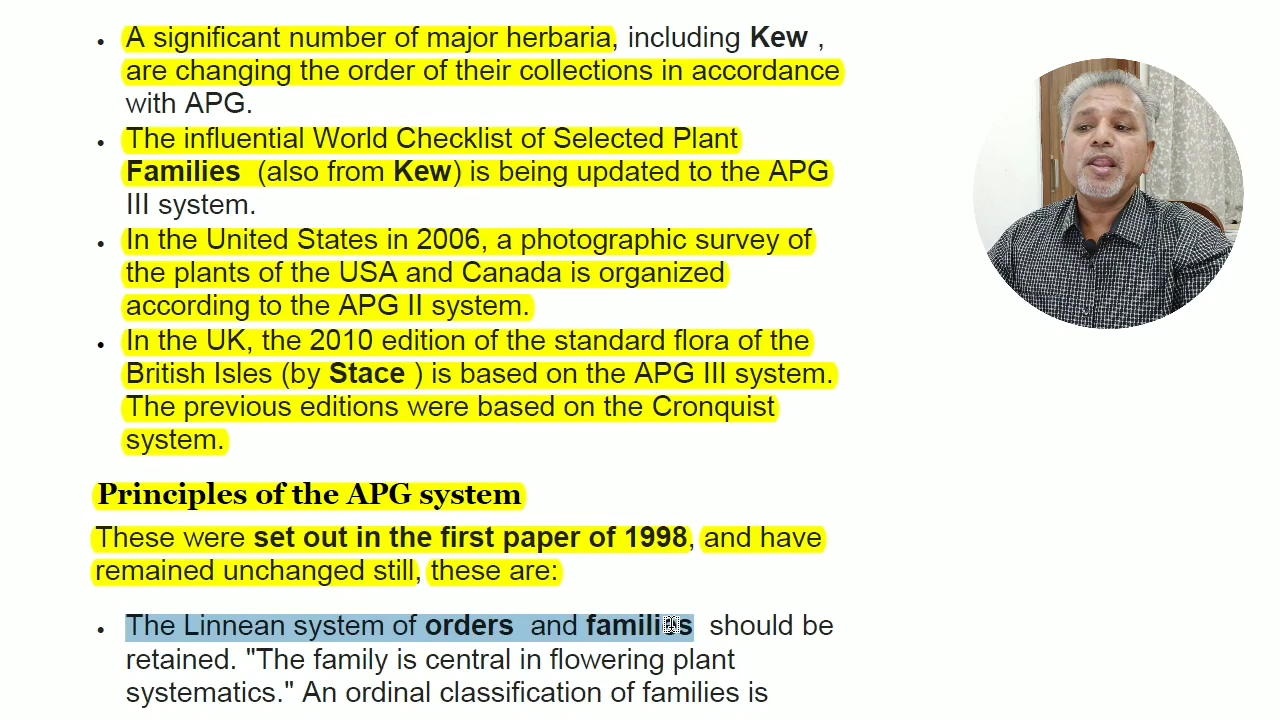 A significant number of major herbaria, including Kew ,
are changing the order of their collections in accordance
with APG.
The influential World Checklist of Selected Plant
Families (also from Kew) is being updated to the APG
III system.
In the United States in 2006, a photographic survey of
the plants of the USA and Canada is organized
according to the APG II system.
In the UK, the 2010 edition of the standard flora of the
British Isles (by Stace ) is based on the APG III system.
The previous editions were based on the Cronquist
system.
Principles of the APG system
These were set out in the first paper of 1998, and have
remained unchanged still, these are:
The Linnean system of orders and families should be
retained. "The family is central in flowering plant
systematics." An ordinal classification of families is